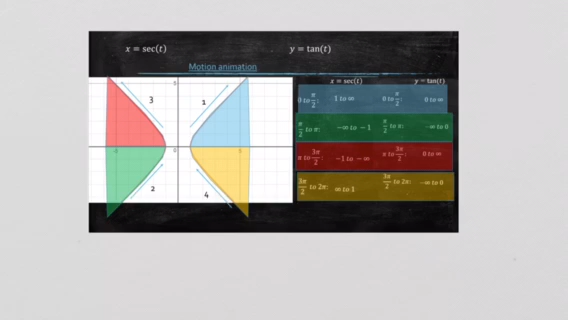 x = sec(t)
y = tan(t)
Motion animation
x = sec(t)
y = tan(t)
0 to π/2: 1 to ∞ 0 to π/2: 0 to ∞
π/2 to π: −∞ to − 1 π/2 to π: −∞ to 0
π to 3π/2: −1 to − ∞ π to 3π/2: 0 to ∞
3π/2 to 2π: ∞ to 1 3π/2 to 2π: −∞ to 0
3
1
2
4
5
0